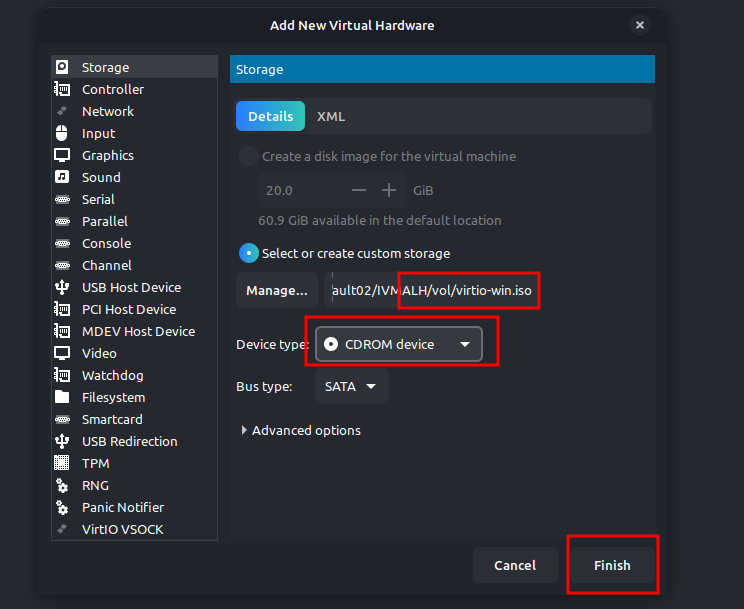 Add New Virtual Hardware
Storage
Controller
Network
Input
Graphics
Sound
Serial
Parallel
Console
Channel
USB Host Device
PCI Host Device
MDEV Host Device
Video
Watchdog
Filesystem
Smartcard
USB Redirection
TPM
RNG
Panic Notifier
VirtIO VSOCK
Storage
Details XML
Create a disk image for the virtual machine
20.0 GiB
60.9 GiB available in the default location
Select or create custom storage
Manage... ault02/IVMALH/vol/virtio-win.iso
Device type: CDROM device
Bus type: SATA
Advanced options
Cancel Finish